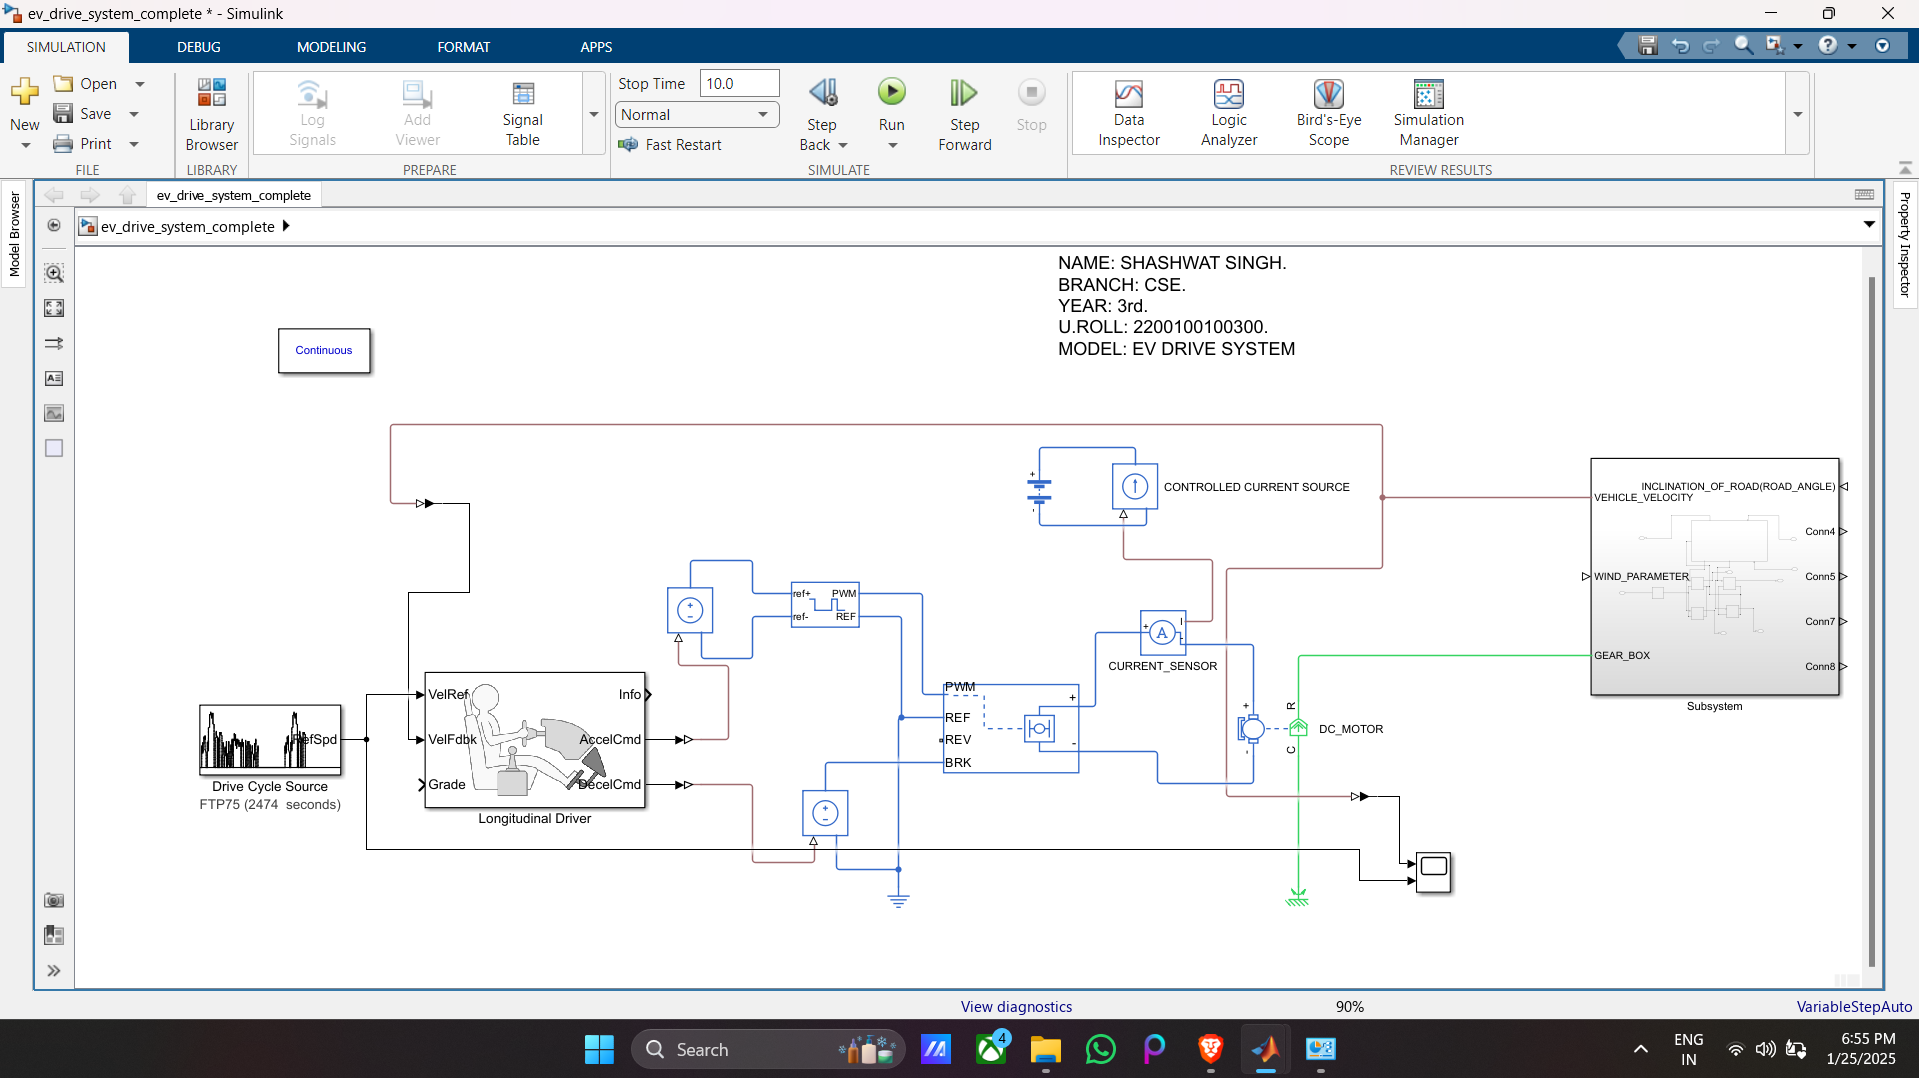 ev_drive_system_complete * - Simulink
SIMULATION
DEBUG
MODELING
FORMAT
APPS
New
Open
Save
Print
FILE
Library
Browser
LIBRARY
Log
Signals
Add
Viewer
Signal
Table
PREPARE
Stop Time
10.0
Normal
Fast Restart
Step
Back
Run
Step
Forward
Stop
SIMULATE
Data
Inspector
Logic
Analyzer
Bird's-Eye
Scope
Simulation
Manager
REVIEW RESULTS
Model Browser
Property Inspector
ev_drive_system_complete
ev_drive_system_complete
NAME: SHASHWAT SINGH.
BRANCH: CSE.
YEAR: 3rd.
U.ROLL: 2200100100300.
MODEL: EV DRIVE SYSTEM
Continuous
+
-
CONTROLLED CURRENT SOURCE
INCLINATION_OF_ROAD(ROAD_ANGLE)
VEHICLE_VELOCITY
Conn4
WIND_PARAMETER
Conn5
Conn7
GEAR_BOX
Conn8
Subsystem
ref+
PWM
ref-
REF
+
A
I
-
CURRENT_SENSOR
PWM
REF
REV
BRK
+
-
+
-
R
C
DC_MOTOR
RefSpd
Drive Cycle Source
FTP75 (2474 seconds)
VelRef
Info
VelFdbk
AccelCmd
Grade
DecelCmd
Longitudinal Driver
View diagnostics
90%
VariableStepAuto
Search
4
ENG
IN
6:55 PM
1/25/2025